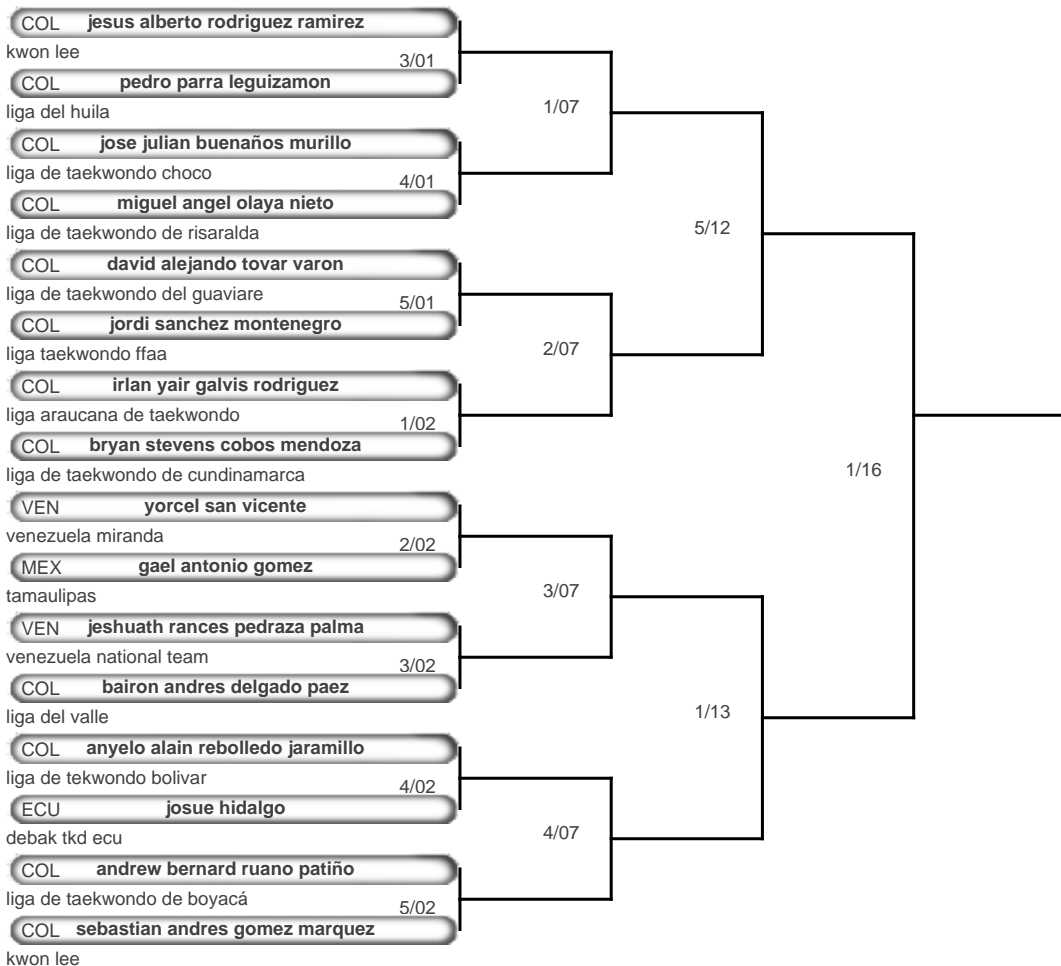 COL jesus alberto rodriguez ramirez
kwon lee
3/01
COL pedro parra leguizamon
liga del huila
1/07
COL jose julian buenaños murillo
liga de taekwondo choco
4/01
COL miguel angel olaya nieto
liga de taekwondo de risaralda
5/12
COL david alejando tovar varon
liga de taekwondo del guaviare
5/01
COL jordi sanchez montenegro
liga taekwondo ffaa
2/07
COL irlan yair galvis rodriguez
liga araucana de taekwondo
1/02
COL bryan stevens cobos mendoza
liga de taekwondo de cundinamarca
1/16
VEN yorcel san vicente
venezuela miranda
2/02
MEX gael antonio gomez
tamaulipas
3/07
VEN jeshuath rances pedraza palma
venezuela national team
3/02
COL bairon andres delgado paez
liga del valle
1/13
COL anyelo alain rebolledo jaramillo
liga de tekwondo bolivar
4/02
ECU josue hidalgo
debak tkd ecu
4/07
COL andrew bernard ruano patiño
liga de taekwondo de boyacá
5/02
COL sebastian andres gomez marquez
kwon lee